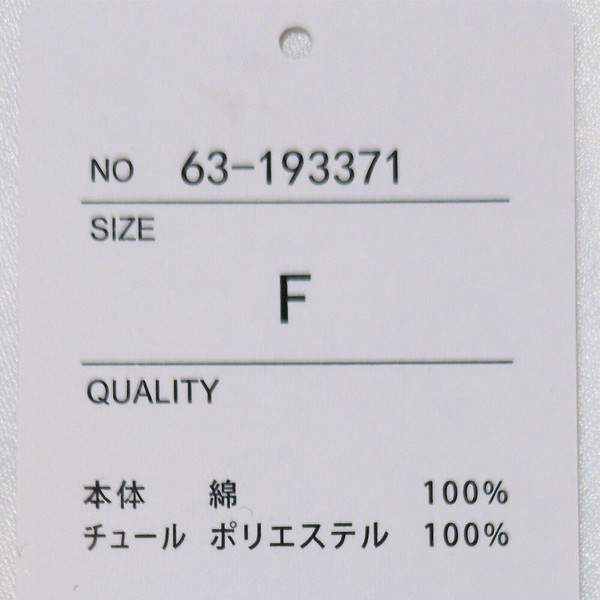 NO 63-193371
SIZE
F
QUALITY
本体 綿 100%
チュール ポリエステル 100%